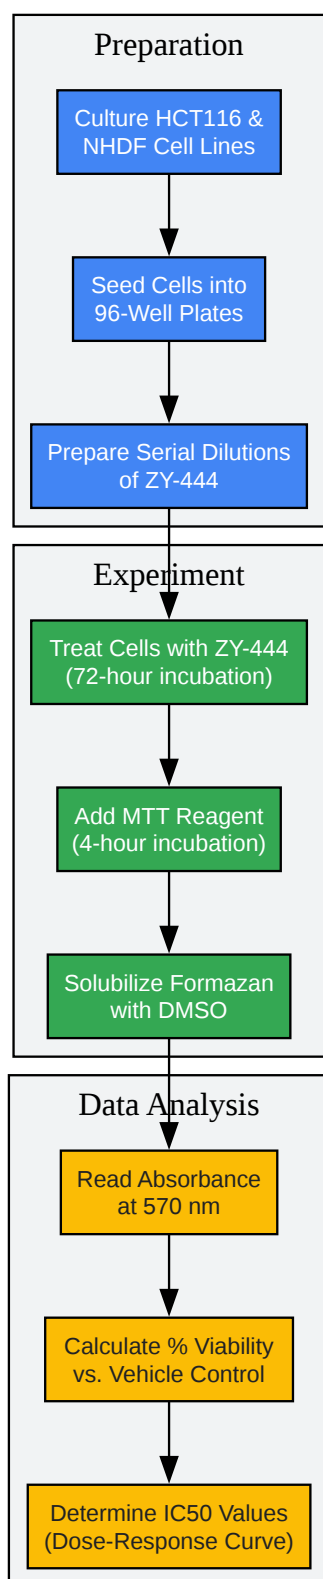 Preparation
Culture HCT116 &
NHDF Cell Lines
Seed Cells into
96-Well Plates
Prepare Serial Dilutions
of ZY-444
Experiment
Treat Cells with ZY-444
(72-hour incubation)
Add MTT Reagent
(4-hour incubation)
Solubilize Formazan
with DMSO
Data Analysis
Read Absorbance
at 570 nm
Calculate % Viability
vs. Vehicle Control
Determine IC50 Values
(Dose-Response Curve)